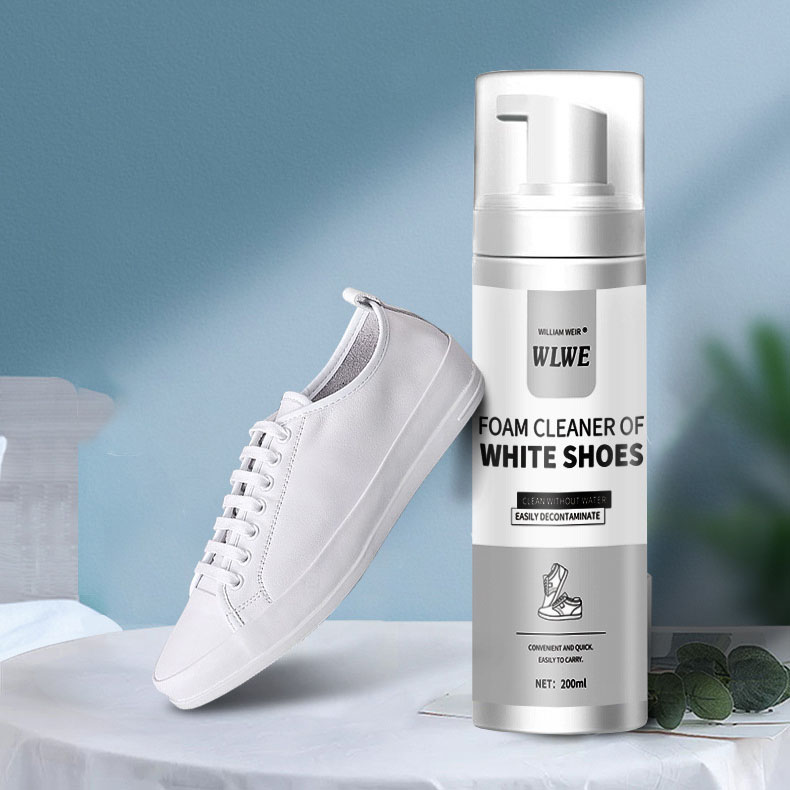 WILLIAM WEIR
WLWE
FOAM CLEANER OF
WHITE SHOES
CLEAN WITHOUT WATER
EASILY DECONTAMINATE
CONVENIENT AND QUICK.
EASILY TO CARRY.
NET: 200ml